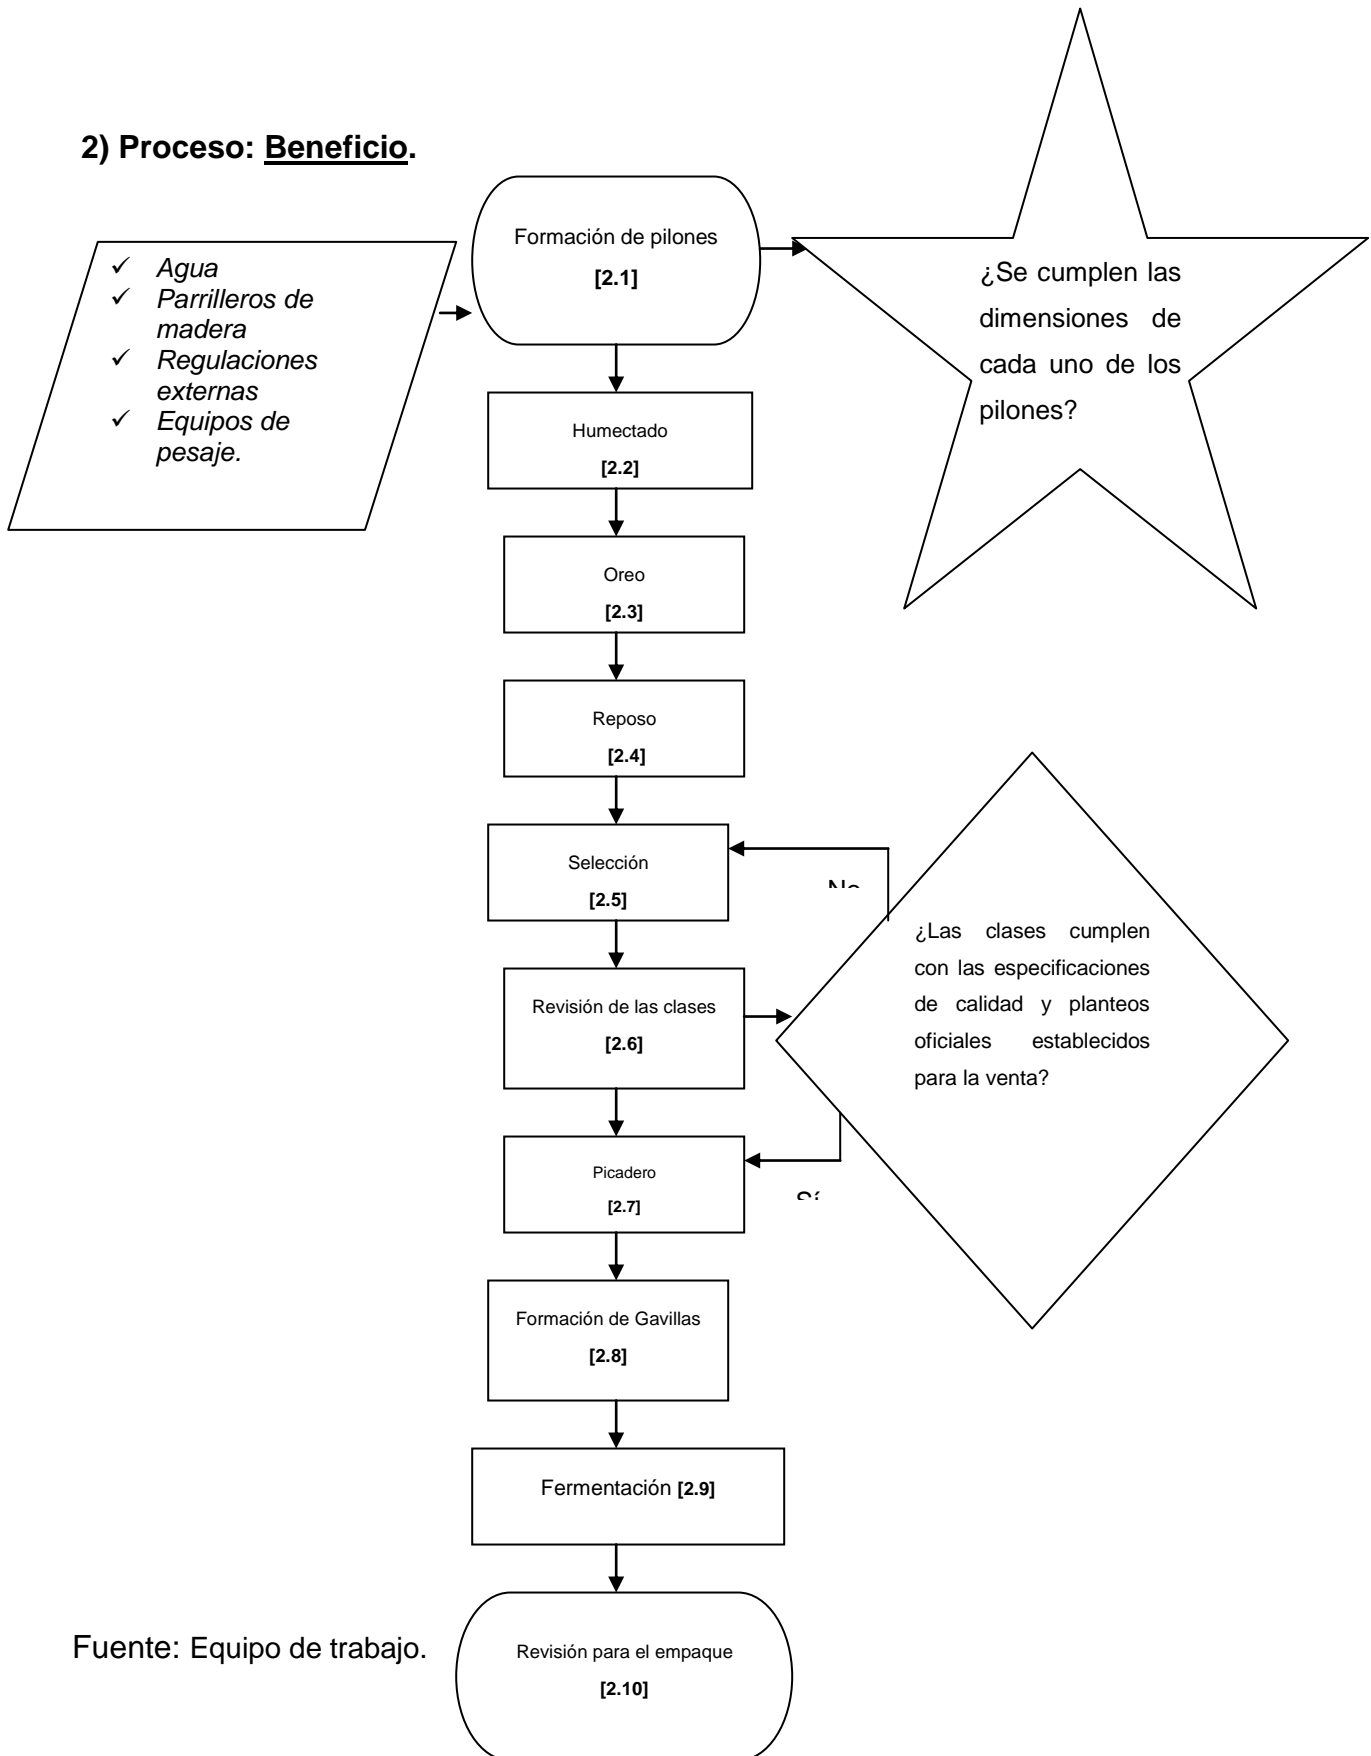 2) Proceso: Beneficio.
Formación de pilones
[2.1]
✓ Agua
✓ Parrilleros de
madera
✓ Regulaciones
externas
✓ Equipos de
pesaje.
¿Se cumplen las
dimensiones de
cada uno de los
pilones?
Humectado
[2.2]
Oreo
[2.3]
Reposo
[2.4]
Selección
[2.5]
No
¿Las clases cumplen
con las especificaciones
de calidad y planteos
oficiales establecidos
para la venta?
Revisión de las clases
[2.6]
Picadero
[2.7]
Sí
Formación de Gavillas
[2.8]
Fermentación [2.9]
Fuente: Equipo de trabajo.
Revisión para el empaque
[2.10]